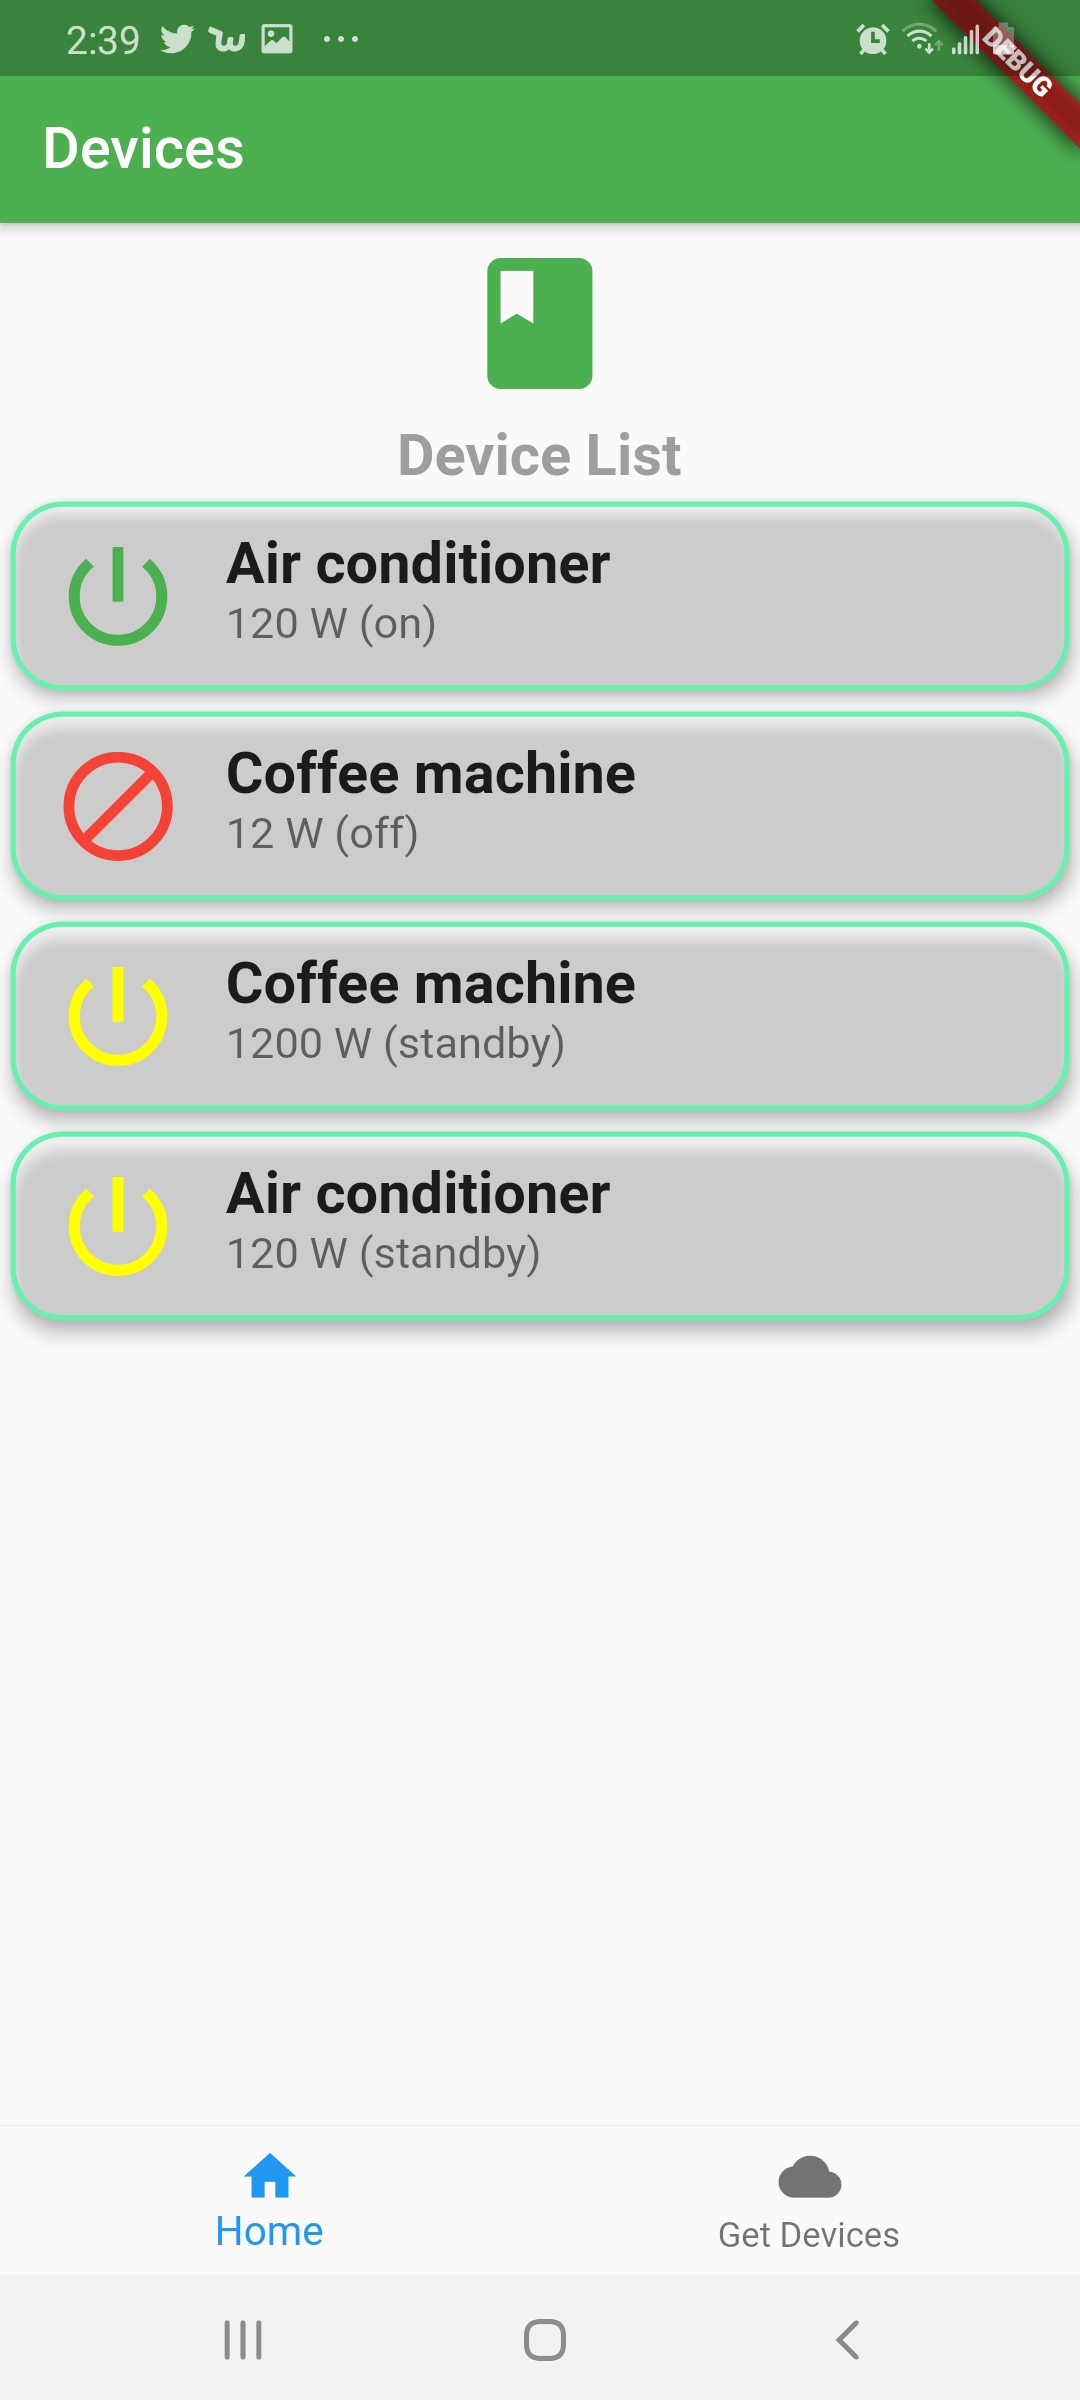 2:39
DEBUG
Devices
Device List
Air conditioner
120 W (on)
Coffee machine
12 W (off)
Coffee machine
1200 W (standby)
Air conditioner
120 W (standby)
Home
Get Devices